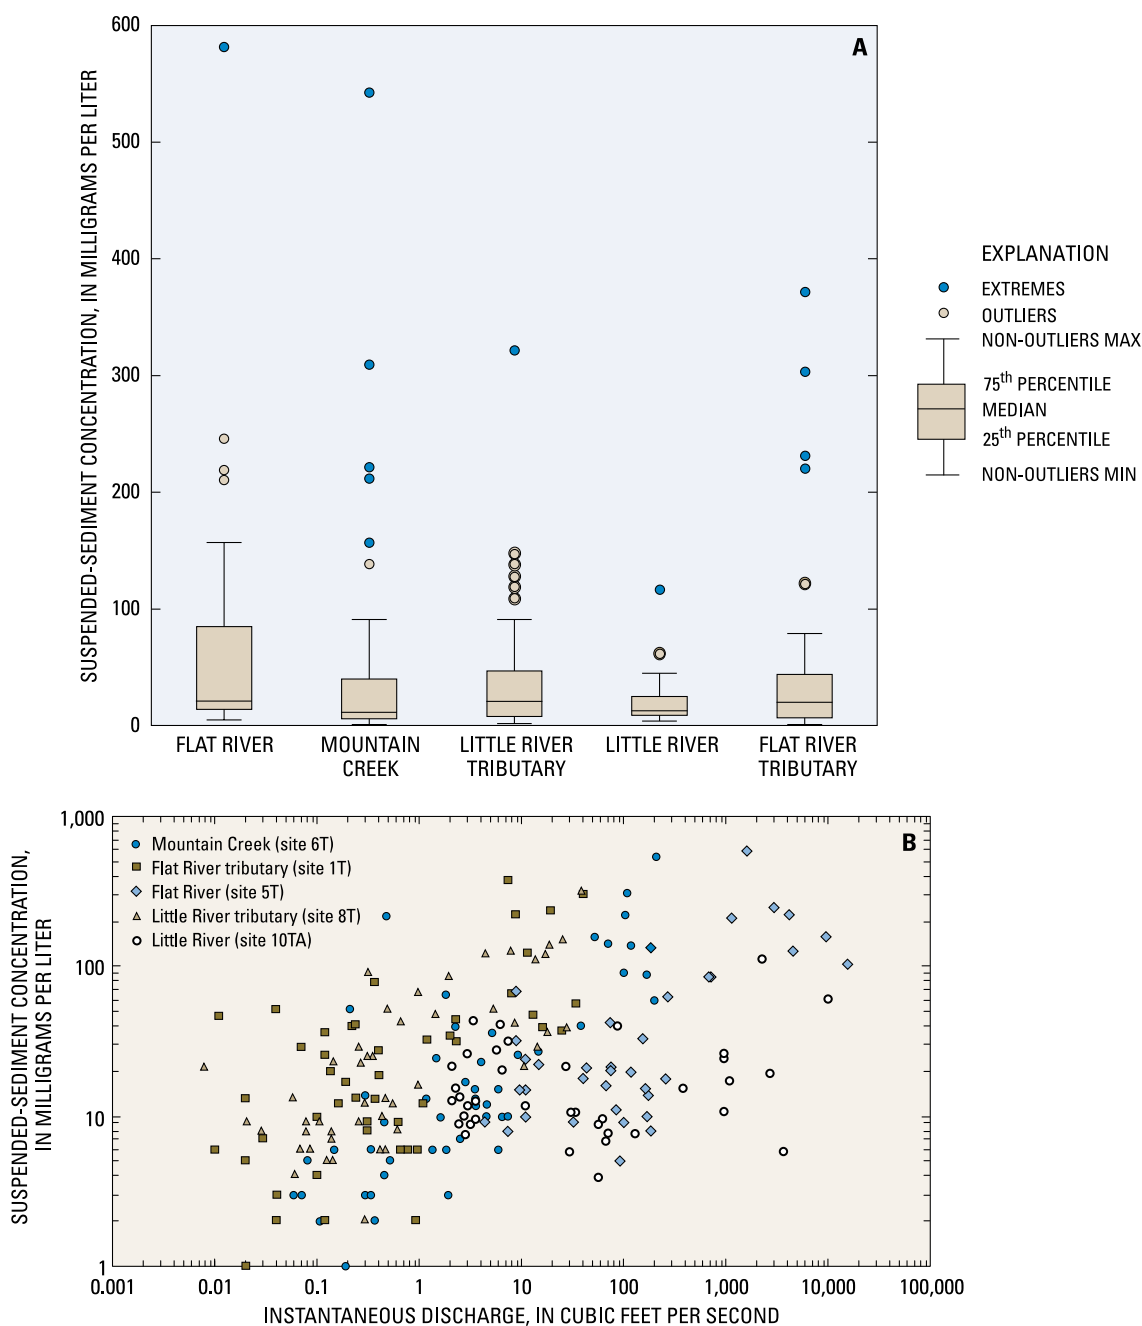 600
500
400
300
200
100
0
SUSPENDED-SEDIMENT CONCENTRATION, IN MILLIGRAMS PER LITER
A
FLAT RIVER
MOUNTAIN
CREEK
LITTLE RIVER
TRIBUTARY
LITTLE RIVER
FLAT RIVER
TRIBUTARY
EXPLANATION
EXTREMES
OUTLIERS
NON-OUTLIERS MAX
75th PERCENTILE
MEDIAN
25th PERCENTILE
NON-OUTLIERS MIN
1,000
100
10
1
SUSPENDED-SEDIMENT CONCENTRATION,
IN MILLIGRAMS PER LITER
B
Mountain Creek (site 6T)
Flat River tributary (site 1T)
Flat River (site 5T)
Little River tributary (site 8T)
Little River (site 10TA)
0.001 0.01 0.1 1 10 100 1,000 10,000 100,000
INSTANTANEOUS DISCHARGE, IN CUBIC FEET PER SECOND